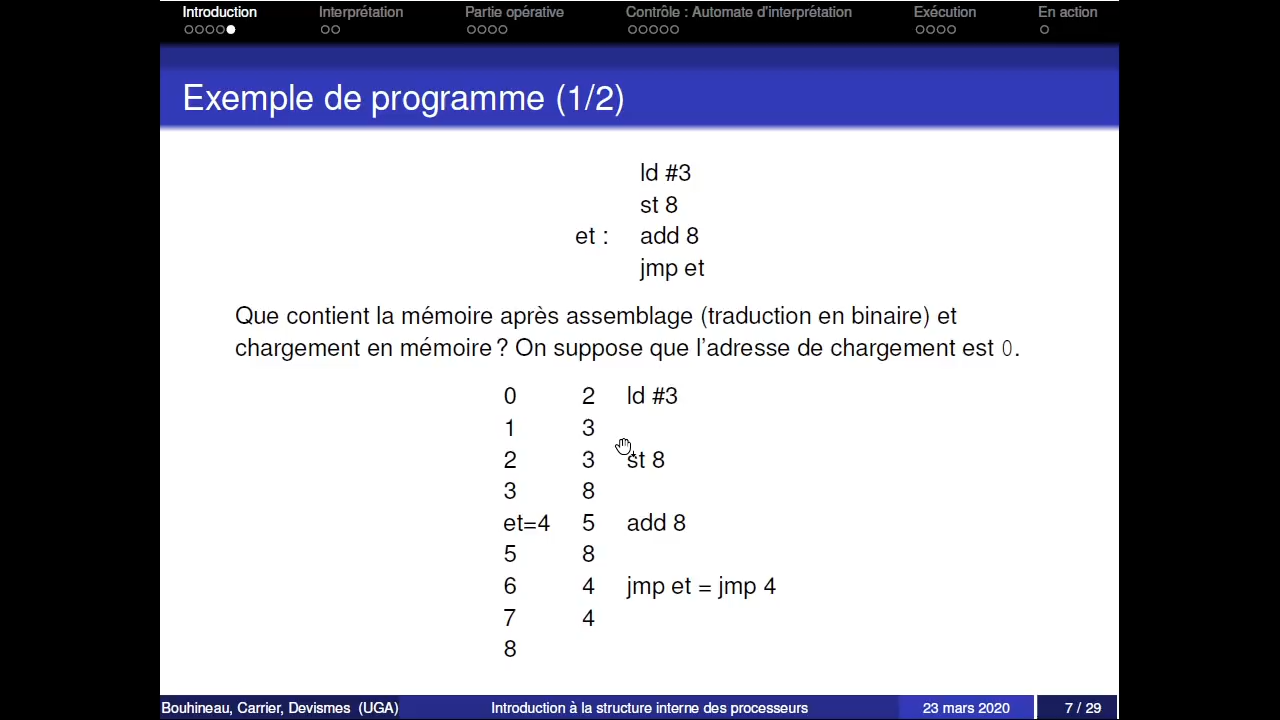 Introduction Interprétation Partie opérative Contrôle : Automate d'interprétation Exécution En action
Exemple de programme (1/2)
ld #3
st 8
et : add 8
jmp et
Que contient la mémoire après assemblage (traduction en binaire) et
chargement en mémoire ? On suppose que l'adresse de chargement est 0.
0 2 ld #3
1 3
2 3 st 8
3 8
et=4 5 add 8
5 8
6 4 jmp et = jmp 4
7 4
8
Bouhineau, Carrier, Devismes (UGA) Introduction à la structure interne des processeurs 23 mars 2020 7 / 29